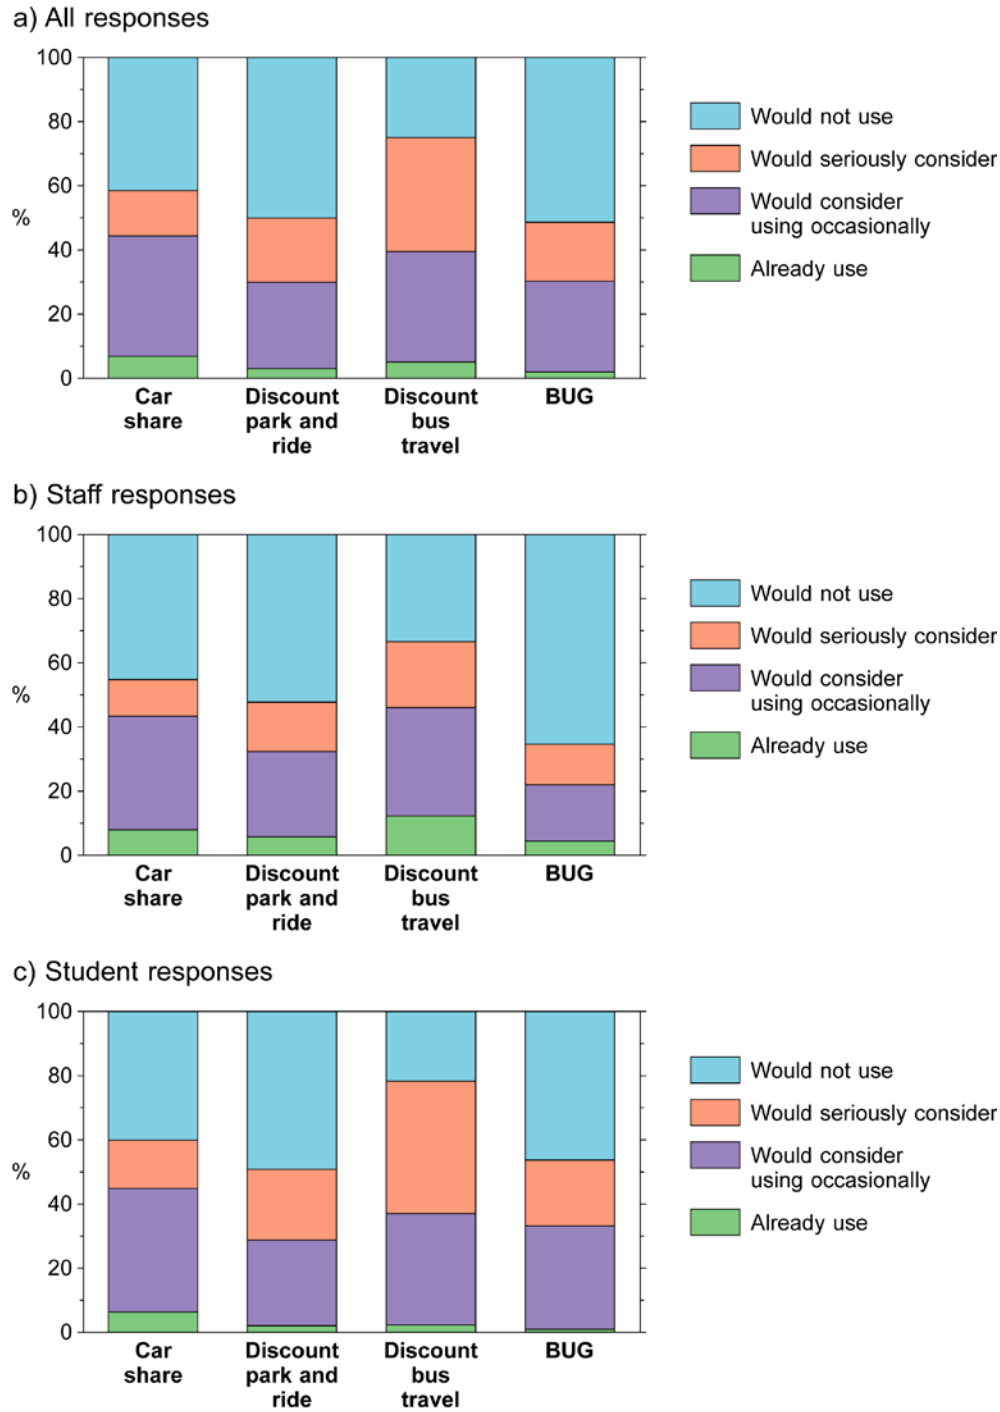 a) All responses
100
80
60
%
40
20
0
Car
share
Discount
park and
ride
Discount
bus
travel
BUG
Would not use
Would seriously consider
Would consider
using occasionally
Already use
b) Staff responses
100
80
60
%
40
20
0
Car
share
Discount
park and
ride
Discount
bus
travel
BUG
Would not use
Would seriously consider
Would consider
using occasionally
Already use
c) Student responses
100
80
60
%
40
20
0
Car
share
Discount
park and
ride
Discount
bus
travel
BUG
Would not use
Would seriously consider
Would consider
using occasionally
Already use